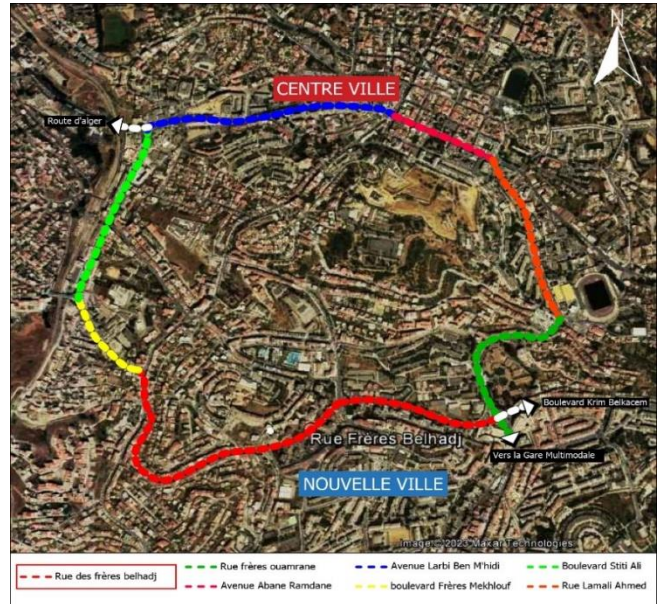 N
CENTRE VILLE
Route d'alger
Boulevard Krim Belkacem
Rue Frères Belhadj
Vers la Gare Multimodale
NOUVELLE VILLE
Image © 2023 Maxar Technologies
Rue des frères belhadj
Rue frères ouamrane
Avenue Larbi Ben M'hidi
Boulevard Stiti Ali
Avenue Abane Ramdane
boulevard Frères Mekhlouf
Rue Lamali Ahmed